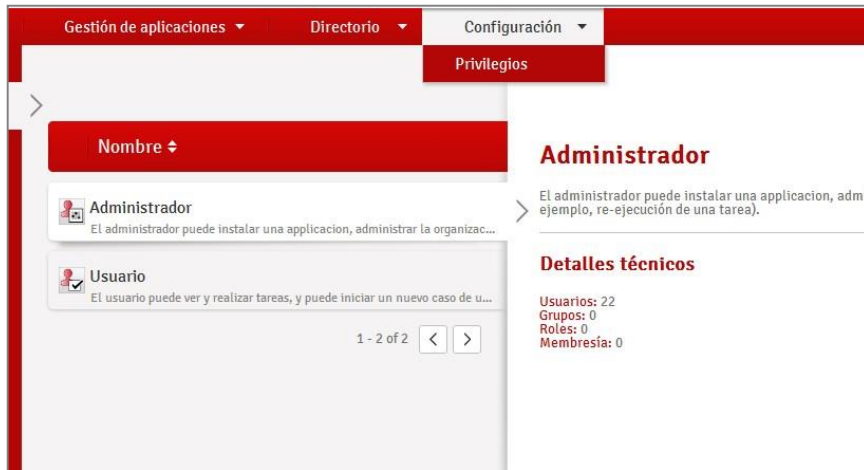 Gestión de aplicaciones
Directorio
Configuración
Privilegios
Nombre
Administrador
El administrador puede instalar una applicacion, administrar la organizac...
Usuario
El usuario puede ver y realizar tareas, y puede iniciar un nuevo caso de u...
1 - 2 of 2
Administrador
El administrador puede instalar una applicacion, adm
ejemplo, re-ejecución de una tarea).
Detalles técnicos
Usuarios: 22
Grupos: 0
Roles: 0
Membresía: 0